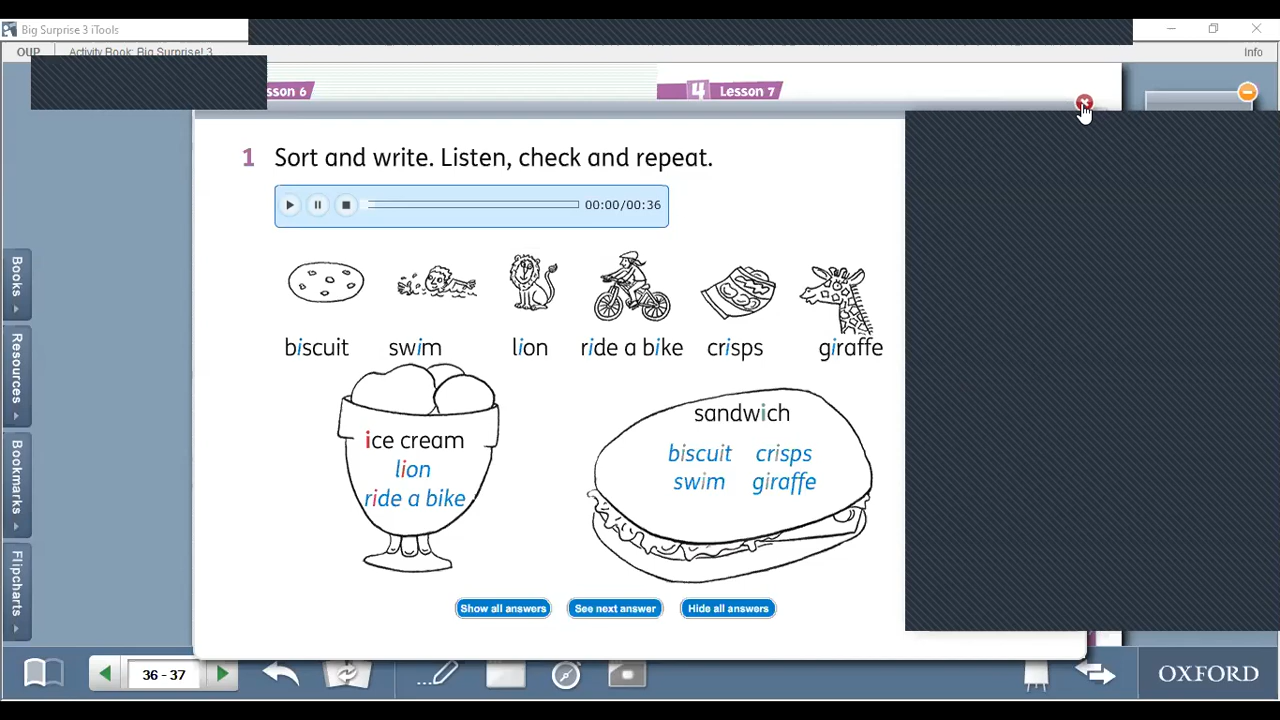 Big Surprise 3 iTools
OUP Activity Book: Big Surprise! 3 Info
sson 6
4 Lesson 7
1 Sort and write. Listen, check and repeat.
00:00/00:36
biscuit swim lion ride a bike crisps giraffe
ice cream
lion
ride a bike
sandwich
biscuit crisps
swim giraffe
Show all answers See next answer Hide all answers
Books
Resources
Bookmarks
Flipcharts
36 - 37
OXFORD